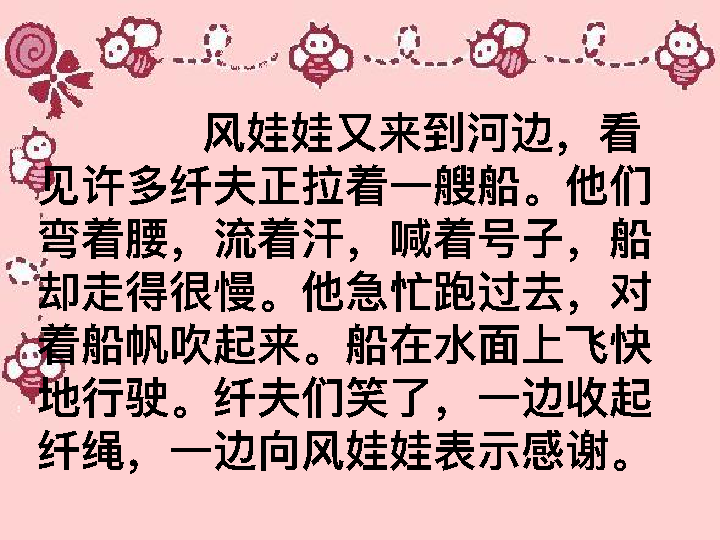 风娃娃又来到河边，看
见许多纤夫正拉着一艘船。他们
弯着腰，流着汗，喊着号子，船
却走得很慢。他急忙跑过去，对
着船帆吹起来。船在水面上飞快
地行驶。纤夫们笑了，一边收起
纤绳，一边向风娃娃表示感谢。